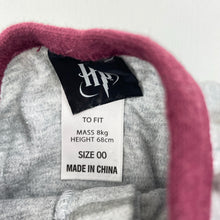 HP
TO FIT
MASS 8kg
HEIGHT 68cm
SIZE 00
MADE IN CHINA